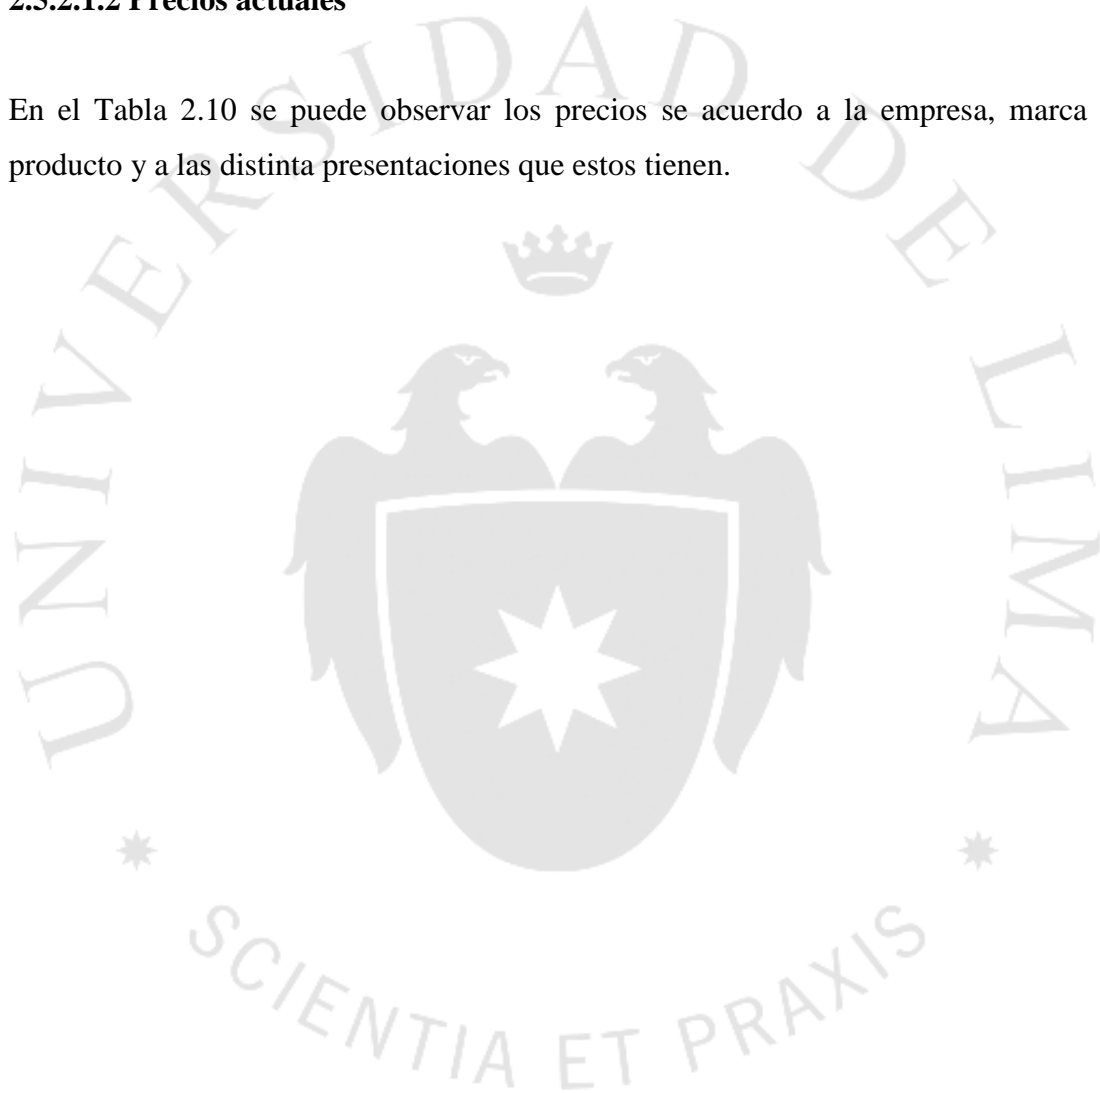 2.5.2.1.2 Precios actuales
En el Tabla 2.10 se puede observar los precios se acuerdo a la empresa, marca
producto y a las distinta presentaciones que estos tienen.
UNIVERSIDAD DE LIMA
SCIENTIA ET PRAXIS